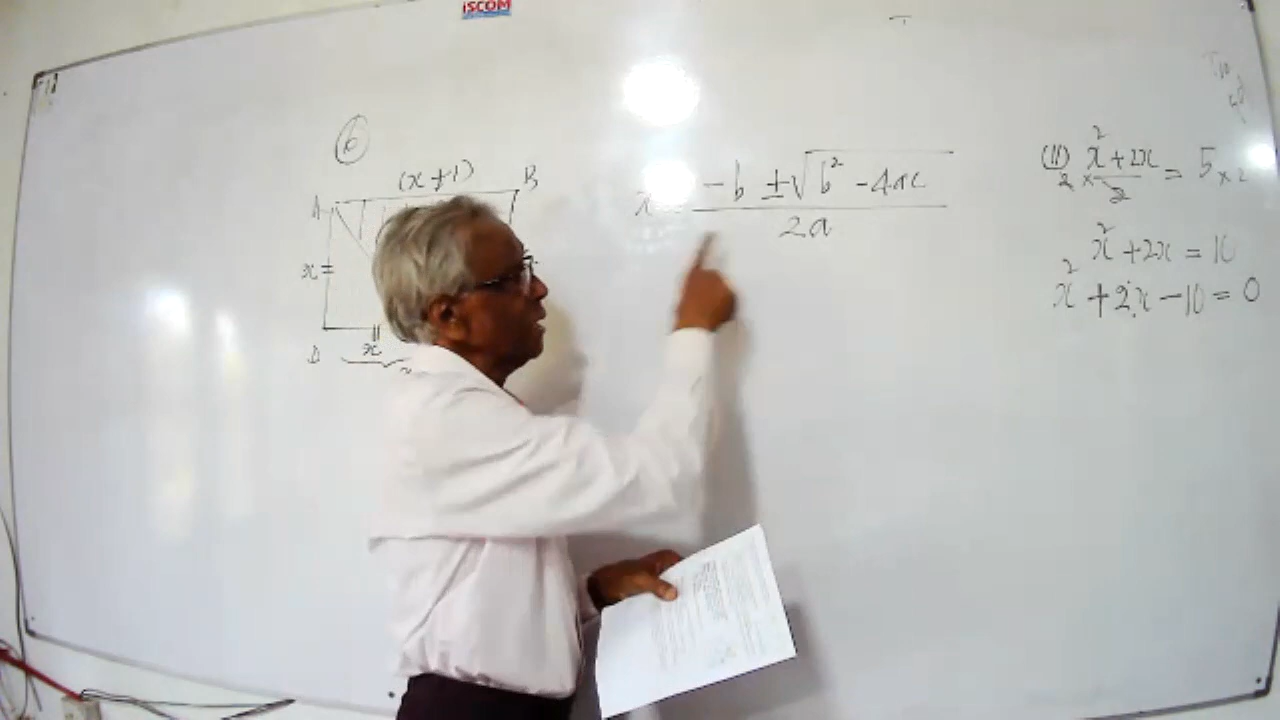 iSCOM
6
(x + 1)
A B
x
D x
x = -b ± √b² - 4ac
2a
(II) x² + 2x = 5 × 2
2 × 2
x² + 2x = 10
x² + 2x - 10 = 0